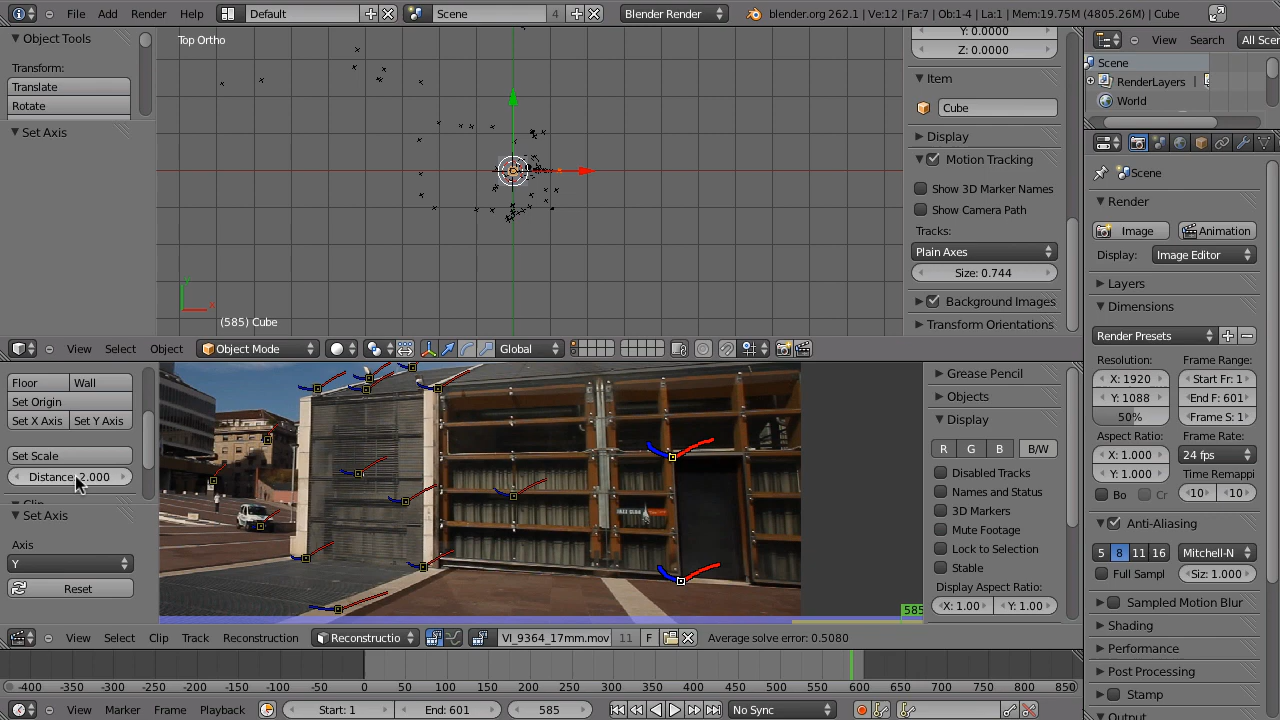 File Add Render Help Default Scene 4 Blender Render blender.org 262.1 | Ve:12 | Fa:7 | Ob:1-4 | La:1 | Mem:19.75M (4805.26M) | Cube
Object Tools
Transform:
Translate
Rotate
Set Axis
Top Ortho
(585) Cube
Y: 0.0000
Z: 0.0000
Item
Cube
Display
Motion Tracking
Show 3D Marker Names
Show Camera Path
Tracks:
Plain Axes
Size: 0.744
Background Images
Transform Orientations
View Search All Scen
Scene
RenderLayers
World
Scene
Render
Image Animation
Display: Image Editor
Layers
Dimensions
Render Presets
Resolution: Frame Range:
X: 1920 Start Fr: 1
Y: 1088 End F: 601
50% Frame S: 1
Aspect Ratio: Frame Rate:
X: 1.000 24 fps
Y: 1.000 Time Remappi
Bo Cr 10 10
Anti-Aliasing
5 8 11 16 Mitchell-N
Full Sampl Siz: 1.000
Sampled Motion Blur
Shading
Performance
Post Processing
Stamp
Output
View Select Object Object Mode Global
Floor Wall
Set Origin
Set X Axis Set Y Axis
Set Scale
Distance: 2.000
Set Axis
Axis
Y
Reset
585
Grease Pencil
Objects
Display
R G B B/W
Disabled Tracks
Names and Status
3D Markers
Mute Footage
Lock to Selection
Stable
Display Aspect Ratio:
X: 1.00 Y: 1.00
View Select Clip Track Reconstruction Reconstructio VI_9364_17mm.mov 11 F Average solve error: 0.5080
-400 -350 -300 -250 -200 -150 -100 -50 0 50 100 150 200 250 300 350 400 450 500 550 600 650 700 750 800 850
View Marker Frame Playback Start: 1 End: 601 585 No Sync